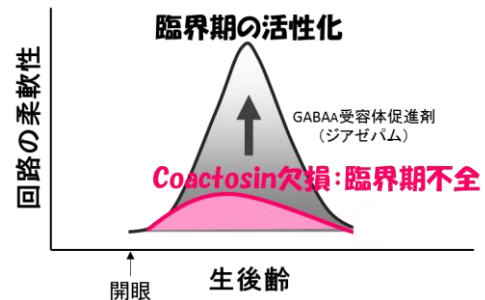 臨界期の活性化
回路の柔軟性
GABAA受容体促進剤
(ジアゼパム)
Coactosin欠損:臨界期不全
生後齢
開眼